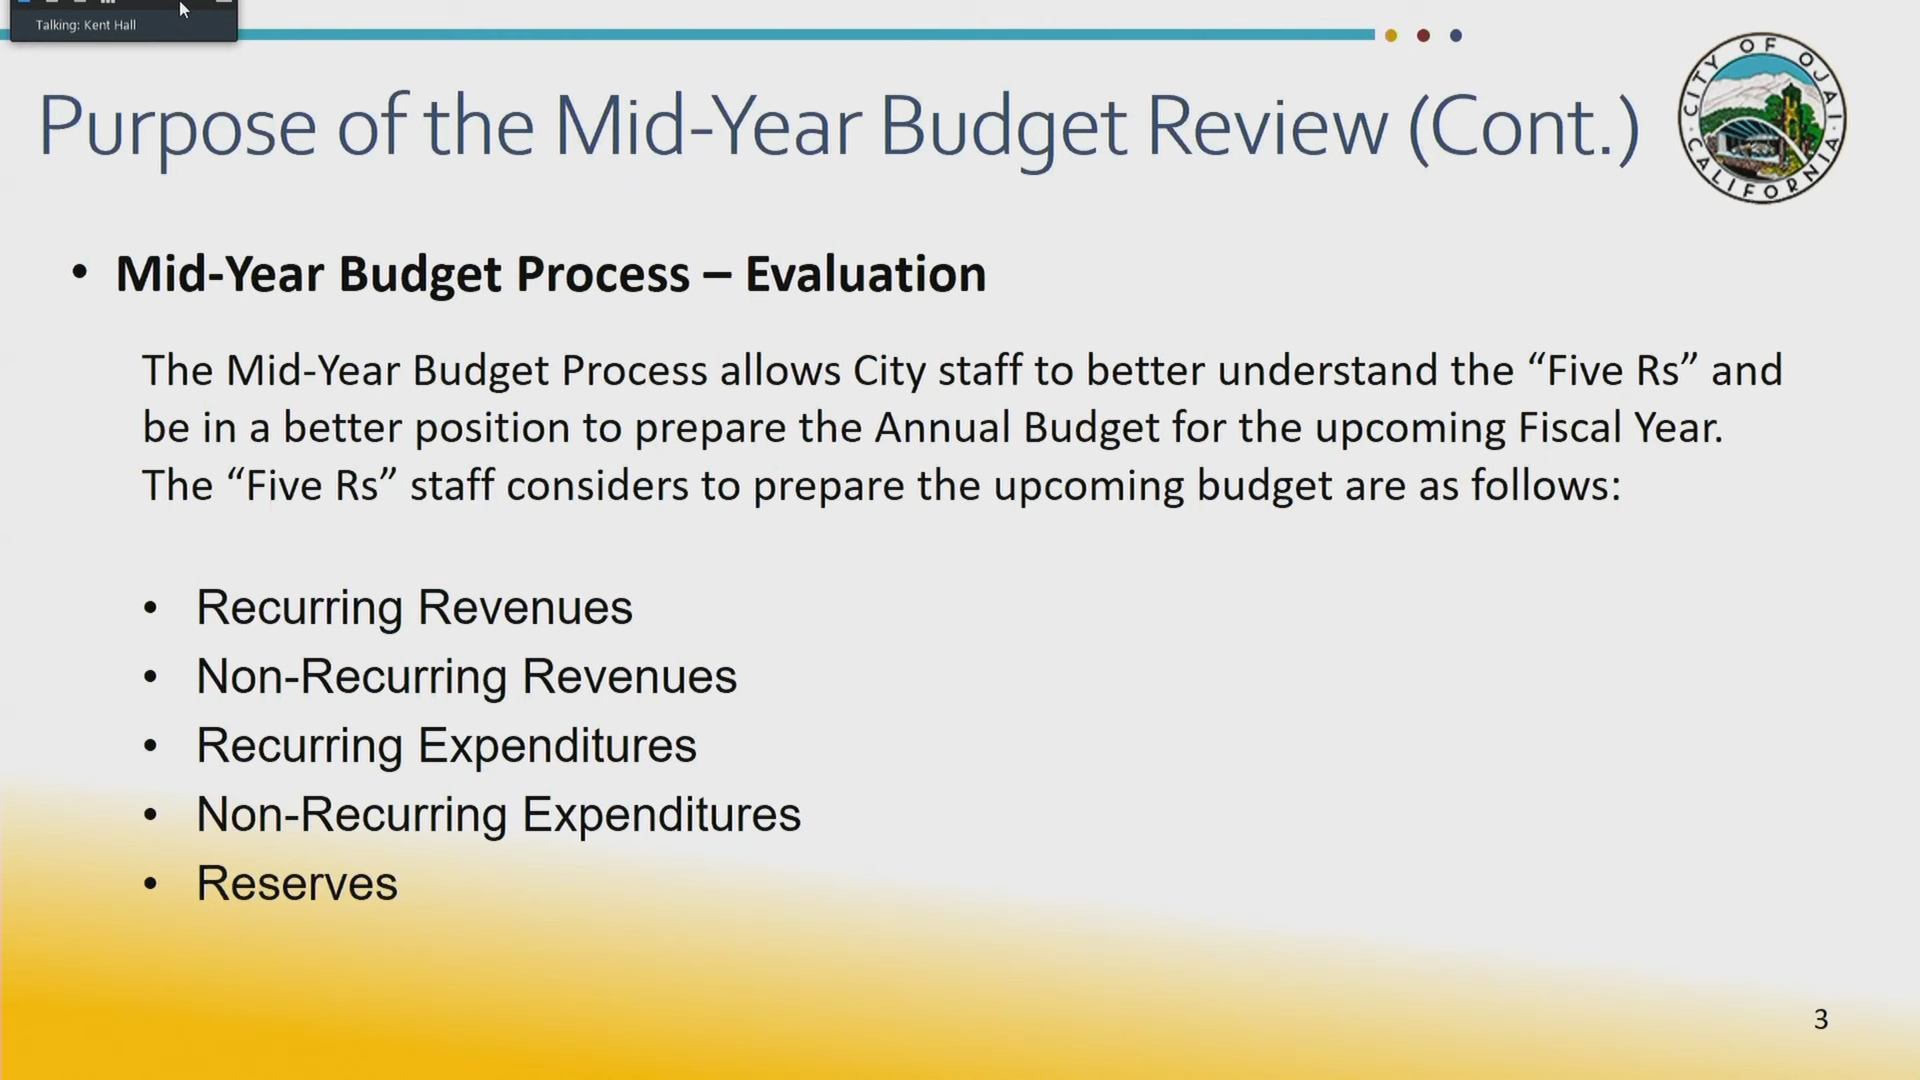 Talking: Kent Hall
Purpose of the Mid-Year Budget Review (Cont.)
CITY OF OJAI
CALIFORNIA
• Mid-Year Budget Process – Evaluation
The Mid-Year Budget Process allows City staff to better understand the “Five Rs” and
be in a better position to prepare the Annual Budget for the upcoming Fiscal Year.
The “Five Rs” staff considers to prepare the upcoming budget are as follows:
• Recurring Revenues
• Non-Recurring Revenues
• Recurring Expenditures
• Non-Recurring Expenditures
• Reserves
3